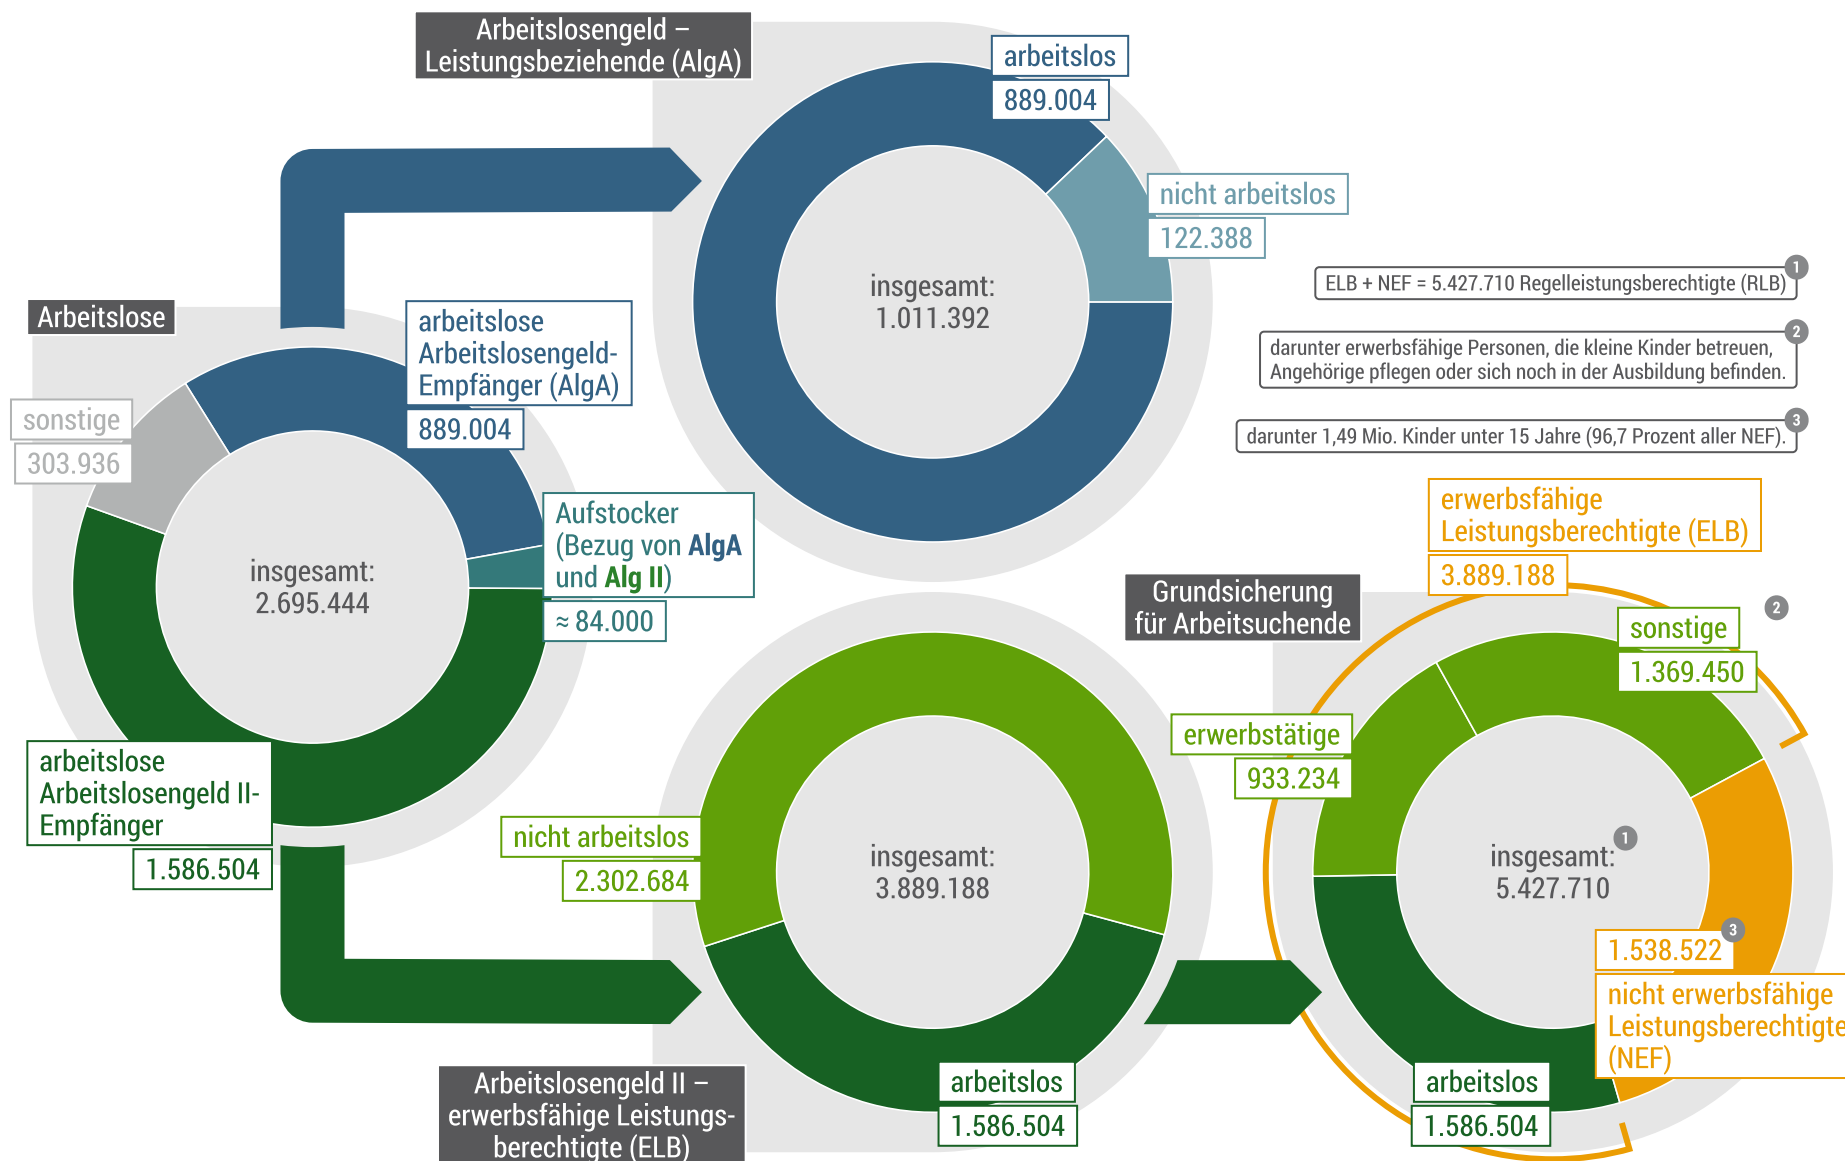 Arbeitslosengeld –
Leistungsbeziehende (AlgA)
arbeitslos
889.004
nicht arbeitslos
122.388
insgesamt:
1.011.392
1
ELB + NEF = 5.427.710 Regelleistungsberechtigte (RLB)
2
darunter erwerbsfähige Personen, die kleine Kinder betreuen,
Angehörige pflegen oder sich noch in der Ausbildung befinden.
3
darunter 1,49 Mio. Kinder unter 15 Jahre (96,7 Prozent aller NEF).
Arbeitslose
arbeitslose
Arbeitslosengeld-
Empfänger (AlgA)
889.004
sonstige
303.936
Aufstocker
(Bezug von AlgA
und Alg II)
≈ 84.000
insgesamt:
2.695.444
arbeitslose
Arbeitslosengeld II-
Empfänger
1.586.504
nicht arbeitslos
2.302.684
insgesamt:
3.889.188
arbeitslos
1.586.504
Arbeitslosengeld II –
erwerbsfähige Leistungs-
berechtigte (ELB)
Grundsicherung
für Arbeitsuchende
erwerbsfähige
Leistungsberechtigte (ELB)
3.889.188
2
sonstige
1.369.450
erwerbstätige
933.234
1
insgesamt:
5.427.710
3
1.538.522
nicht erwerbsfähige
Leistungsberechtigte
(NEF)
arbeitslos
1.586.504